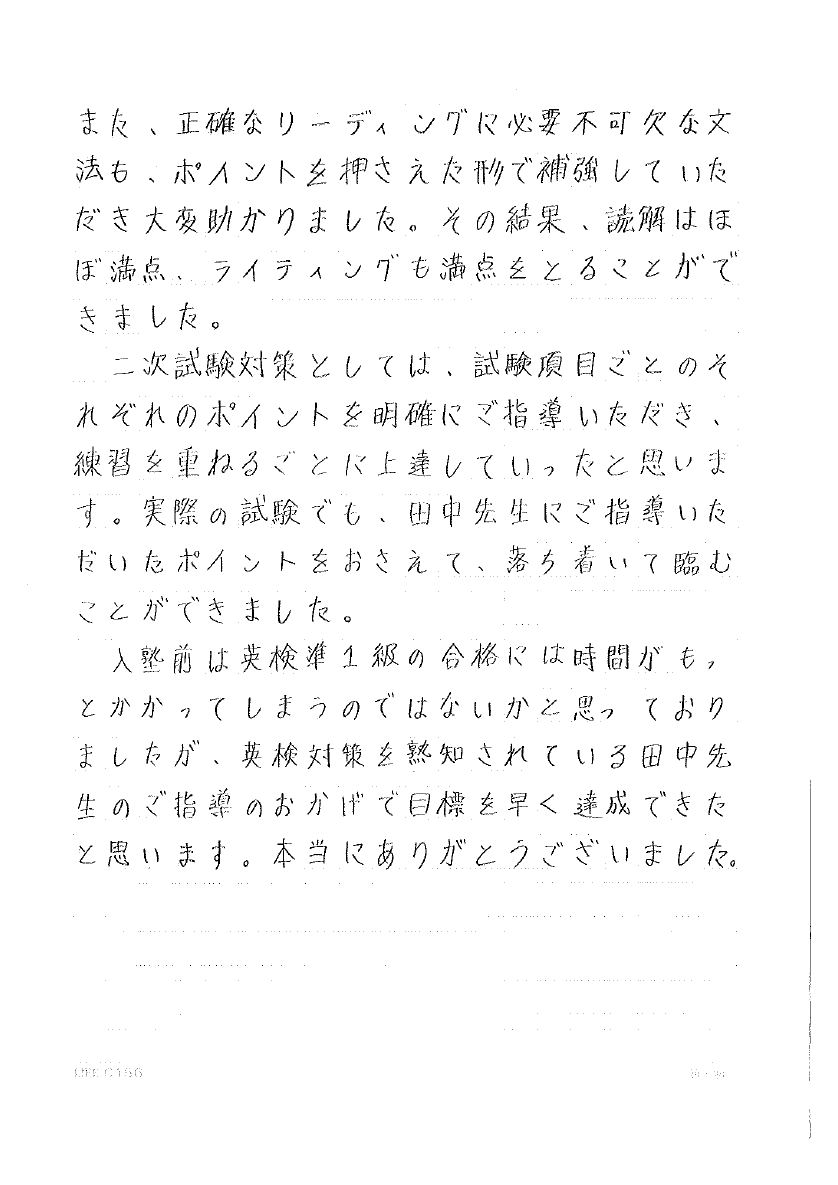 また、正確なリーディングに必要不可欠な文
法も、ポイントを押さえた形で補強していた
だき大変助かりました。その結果、読解はほ
ぼ満点、ライティングも満点をとることがで
きました。
二次試験対策としては、試験項目ごとのそ
れぞれのポイントを明確にご指導いただき、
練習を重ねるごとに上達していったと思いま
す。実際の試験でも、田中先生にご指導いた
だいたポイントをおさえて、落ち着いて臨む
ことができました。
入塾前は英検準1級の合格には時間がもっ
とかかってしまうのではないかと思っており
ましたが、英検対策を熟知されている田中先
生のご指導のおかげで目標を早く達成できた
と思います。本当にありがとうございました。